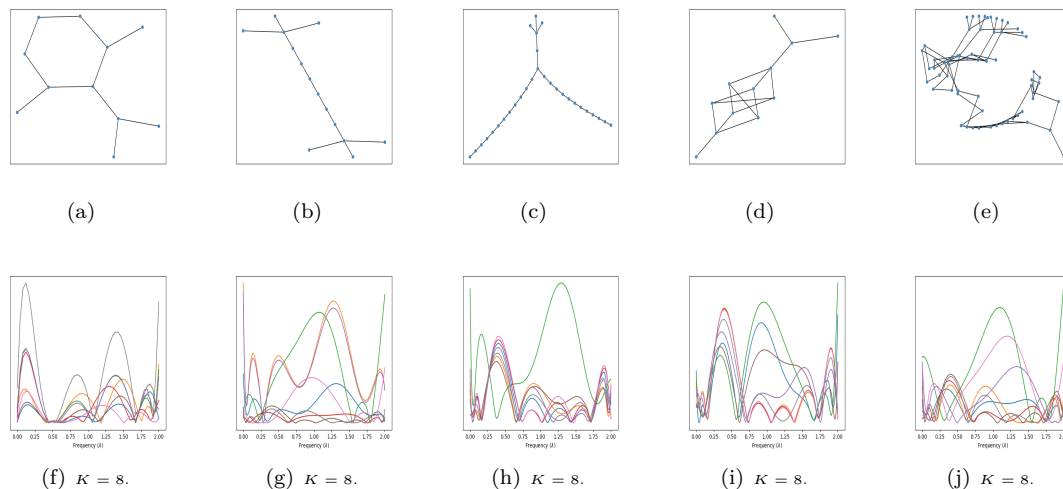 (a) (b) (c) (d) (e)
0.00 0.25 0.50 0.75 1.00 1.25 1.50 1.75 2.00 0.00 0.25 0.50 0.75 1.00 1.25 1.50 1.75 2.00 0.00 0.25 0.50 0.75 1.00 1.25 1.50 1.75 2.00 0.00 0.25 0.50 0.75 1.00 1.25 1.50 1.75 2.00 0.00 0.25 0.50 0.75 1.00 1.25 1.50 1.75 2.00
Frequency (λ) Frequency (λ) Frequency (λ) Frequency (λ) Frequency (λ)
(f) K = 8. (g) K = 8. (h) K = 8. (i) K = 8. (j) K = 8.